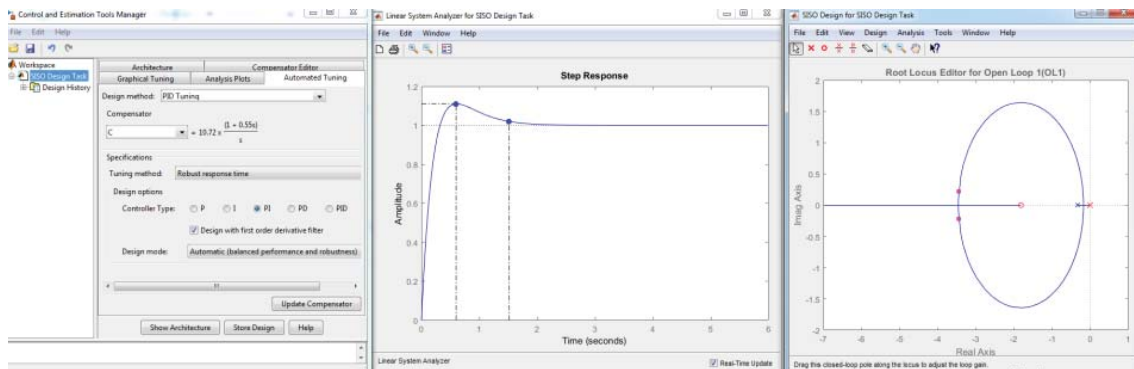 Control and Estimation Tools Manager
File Edit Help
Workspace
SISO Design Task
Design History
Architecture Compensator Editor
Graphical Tuning Analysis Plots Automated Tuning
Design method: PID Tuning
Compensator
C = 10.72 x (1 + 0.55s)
s
Specifications
Tuning method: Robust response time
Design options
Controller Type: P I PI PD PID
Design with first order derivative filter
Design mode: Automatic (balanced performance and robustness)
Update Compensator
Show Architecture Store Design Help
Linear System Analyzer for SISO Design Task
File Edit Window Help
Step Response
Amplitude
1.2
1
0.8
0.6
0.4
0.2
0
0 1 2 3 4 5 6
Time (seconds)
Linear System Analyzer
Real-Time Update
SISO Design for SISO Design Task
File Edit View Design Analysis Tools Window Help
Root Locus Editor for Open Loop 1(OL1)
Imag Axis
2
1.5
1
0.5
0
-0.5
-1
-1.5
-2
-7 -6 -5 -4 -3 -2 -1 0 1
Real Axis
Drag this closed-loop pole along the locus to adjust the loop gain.